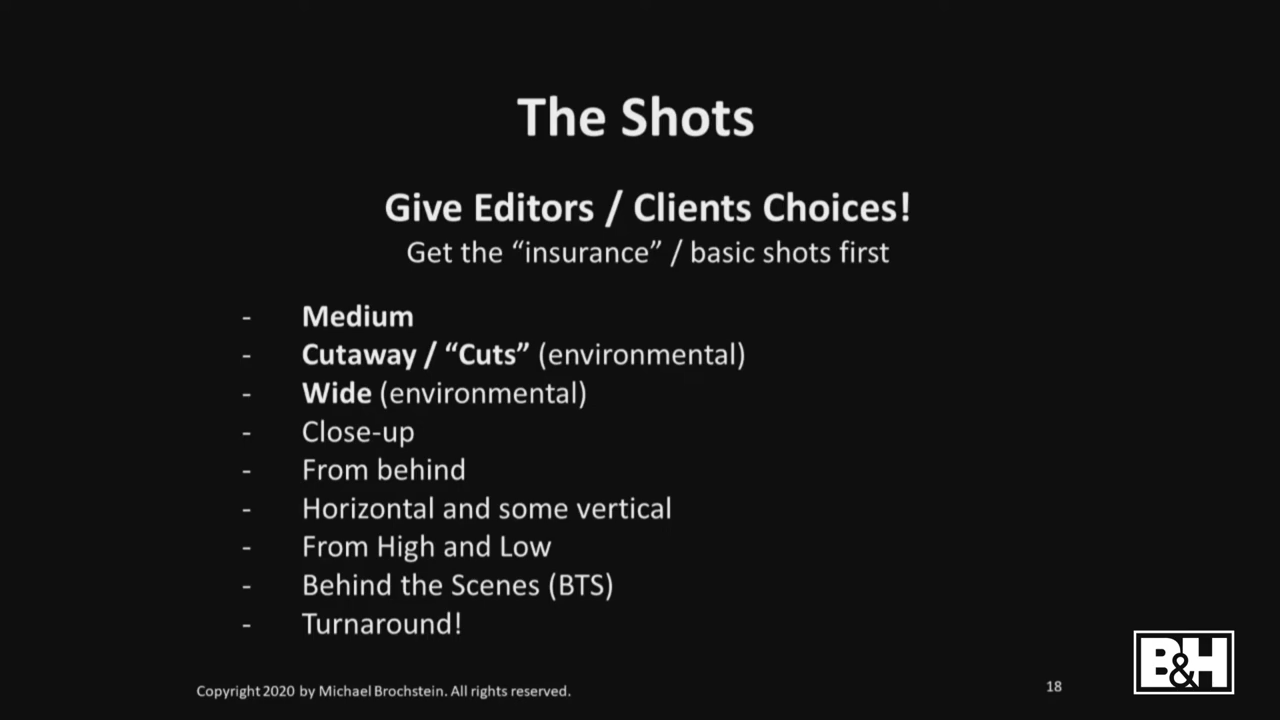 The Shots
Give Editors / Clients Choices!
Get the “insurance” / basic shots first
- Medium
- Cutaway / “Cuts” (environmental)
- Wide (environmental)
- Close-up
- From behind
- Horizontal and some vertical
- From High and Low
- Behind the Scenes (BTS)
- Turnaround!
Copyright 2020 by Michael Brochstein. All rights reserved.
18
B&H